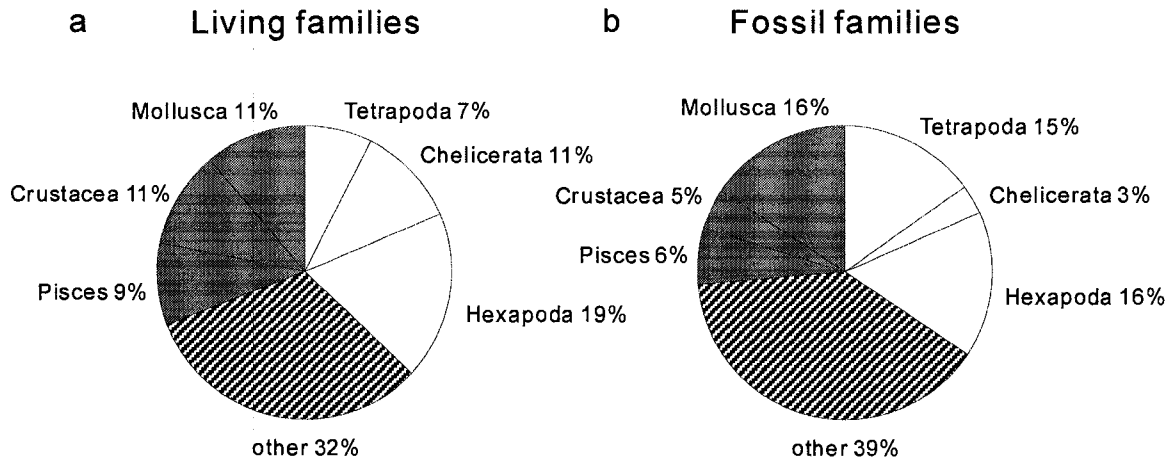 a Living families
Mollusca 11%
Tetrapoda 7%
Chelicerata 11%
Crustacea 11%
Pisces 9%
Hexapoda 19%
other 32%
b Fossil families
Mollusca 16%
Tetrapoda 15%
Crustacea 5%
Chelicerata 3%
Pisces 6%
Hexapoda 16%
other 39%